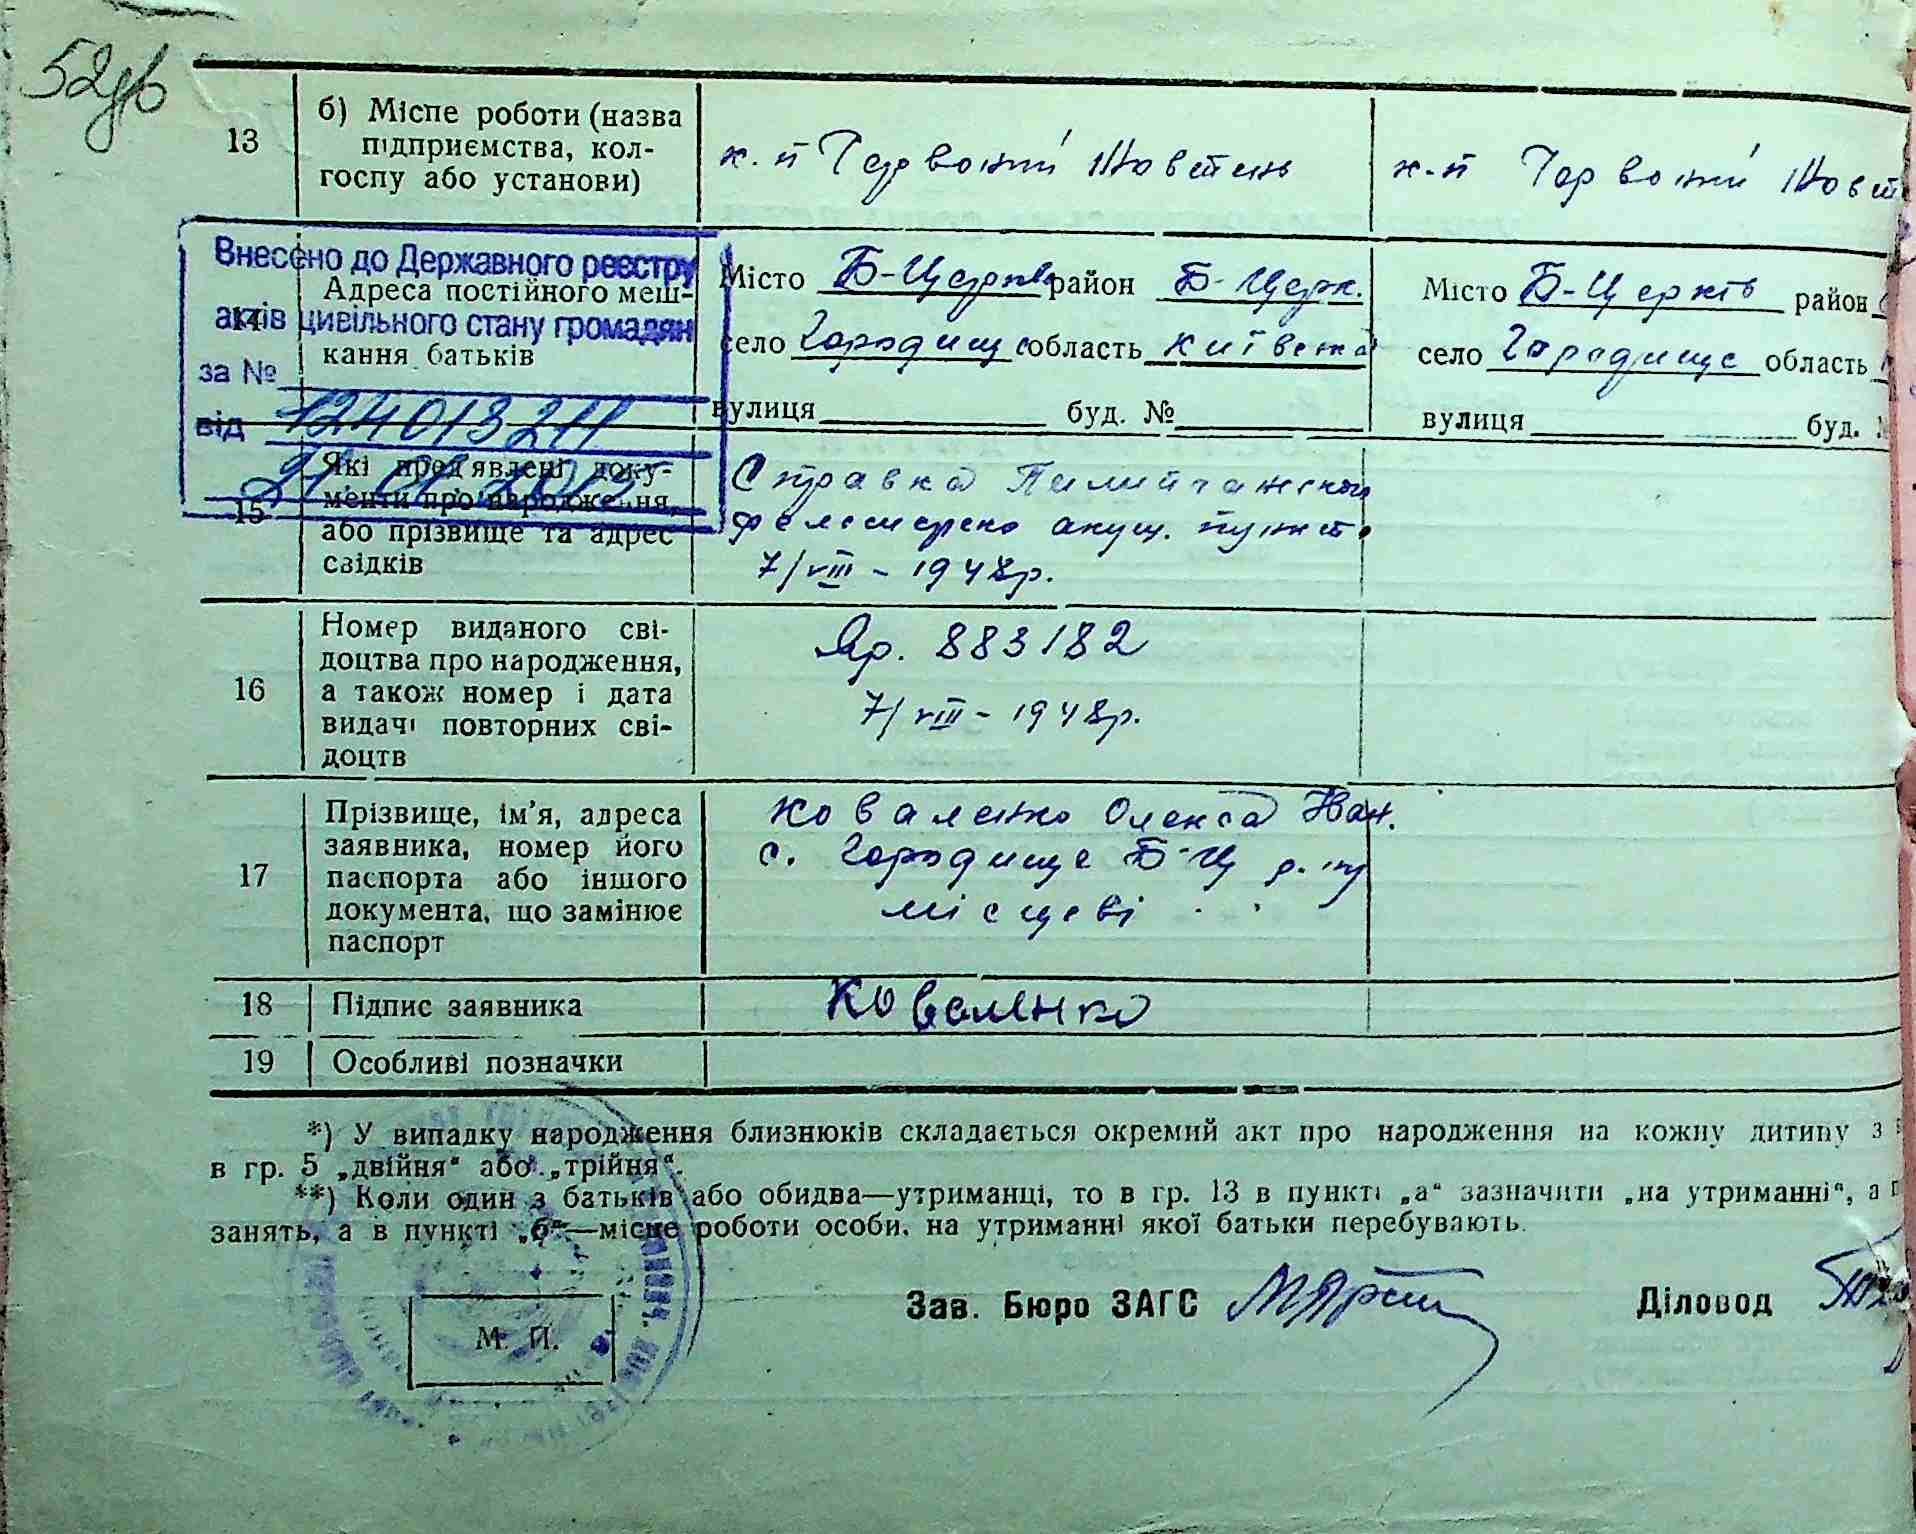 52
13
б) Місце роботи (назва
підприємства, кол-
госпу або установи)
к.п Червоний Жовтень
к.п Червоний Жовт
Внесено до Державного реєстру
актів цивільного стану громадян
за № 124013211
від
14
Адреса постійного меш-
кання батьків
Місто Б-Церква район Б-Церк.
село Городище область Київська
вулиця буд. №
Місто Б-Церків район
село Городище область
вулиця буд.
15
Які пред'явлені доку-
менти про народження,
або прізвище та адрес
свідків
Справка
фельшерско акуш. пункт.
7/VIII - 1948р.
16
Номер виданого сві-
доцтва про народження,
а також номер і дата
видачі повторних сві-
доцтв
Яр. 883182
7/VIII - 1948р.
17
Прізвище, ім'я, адреса
заявника, номер його
паспорта або іншого
документа, що замінює
паспорт
Коваленко Олекса Іван.
с. Городище Б-Ц р-ну
місцеві
18
Підпис заявника
Коваленко
19
Особливі позначки
*) У випадку народження близнюків складається окремий акт про народження на кожну дитину з
в гр. 5 „двійня“ або „трійня“.
**) Коли один з батьків або обидва—утриманці, то в гр. 13 в пункті „а“ зазначити „на утриманні“, а
занять, а в пункті „б“—місце роботи особи, на утриманні якої батьки перебувають.
Зав. Бюро ЗАГС
Діловод
М. П.